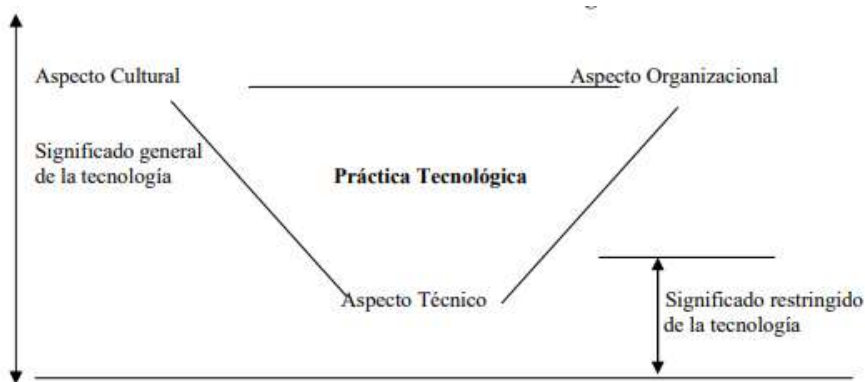 Aspecto Cultural
Aspecto Organizacional
Significado general
de la tecnología
Práctica Tecnológica
Aspecto Técnico
Significado restringido
de la tecnología